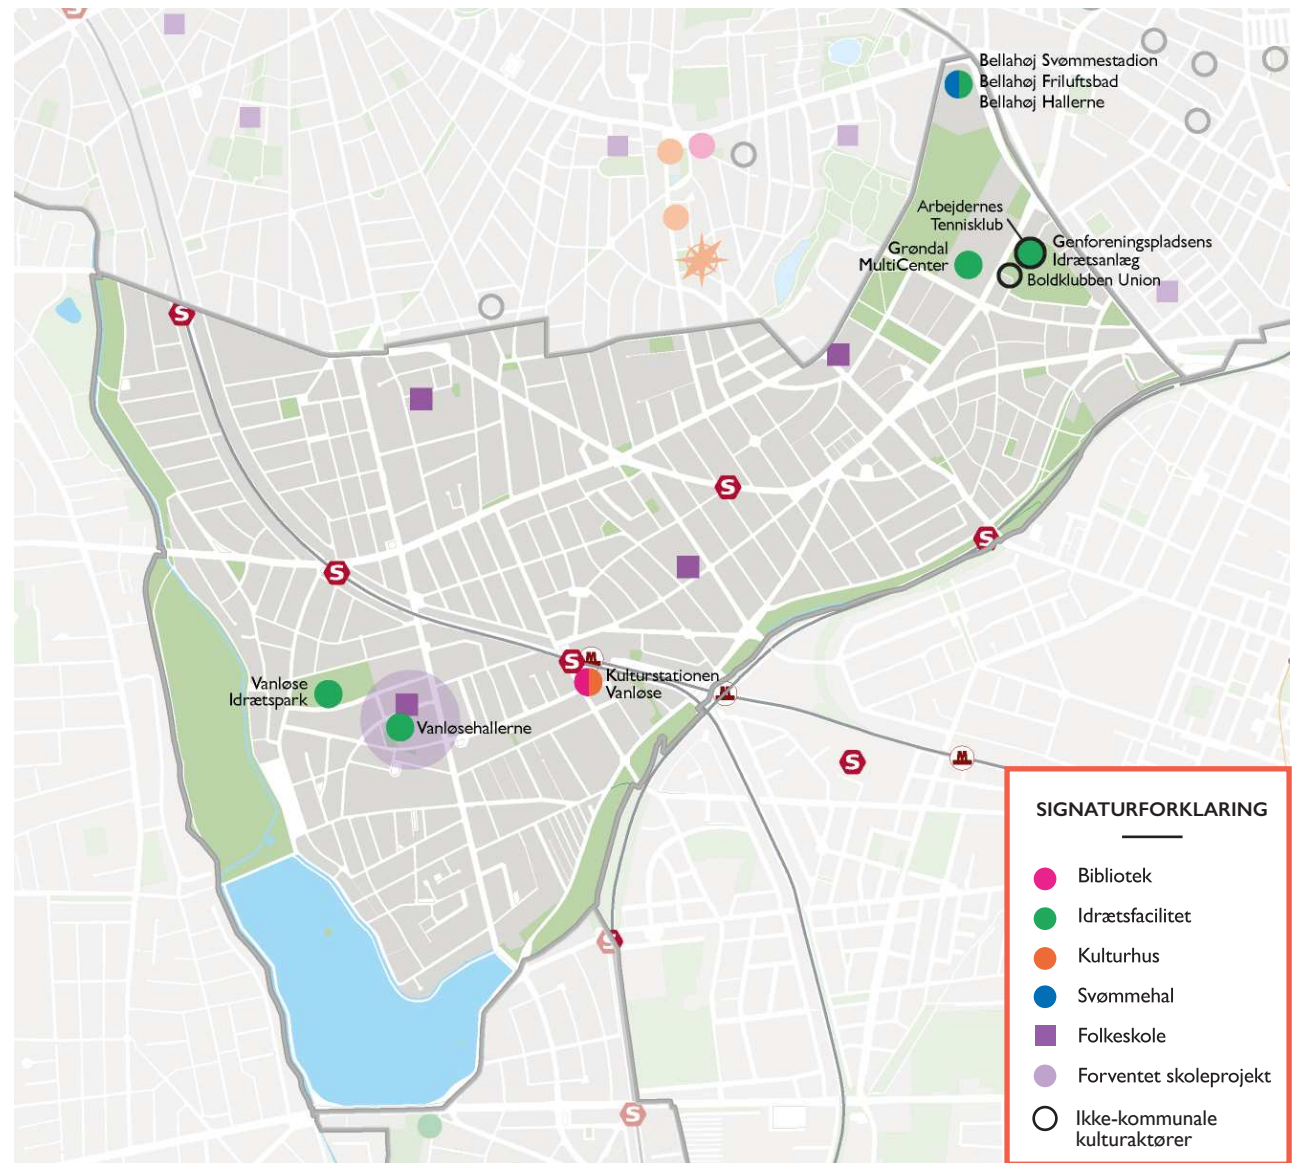 Bellahøj Svømmestadion
Bellahøj Friluftsbad
Bellahøj Hallerne
Arbejdernes
Tennisklub
Genforeningspladsens
Idrætsanlæg
Grøndal
MultiCenter
Boldklubben Union
S
S
S
S
S
M
Kulturstationen
Vanløse
M
Vanløse
Idrætspark
Vanløsehallerne
S
M
S
S
SIGNATURFORKLARING
Bibliotek
Idrætsfacilitet
Kulturhus
Svømmehal
Folkeskole
Forventet skoleprojekt
Ikke-kommunale
kulturaktører